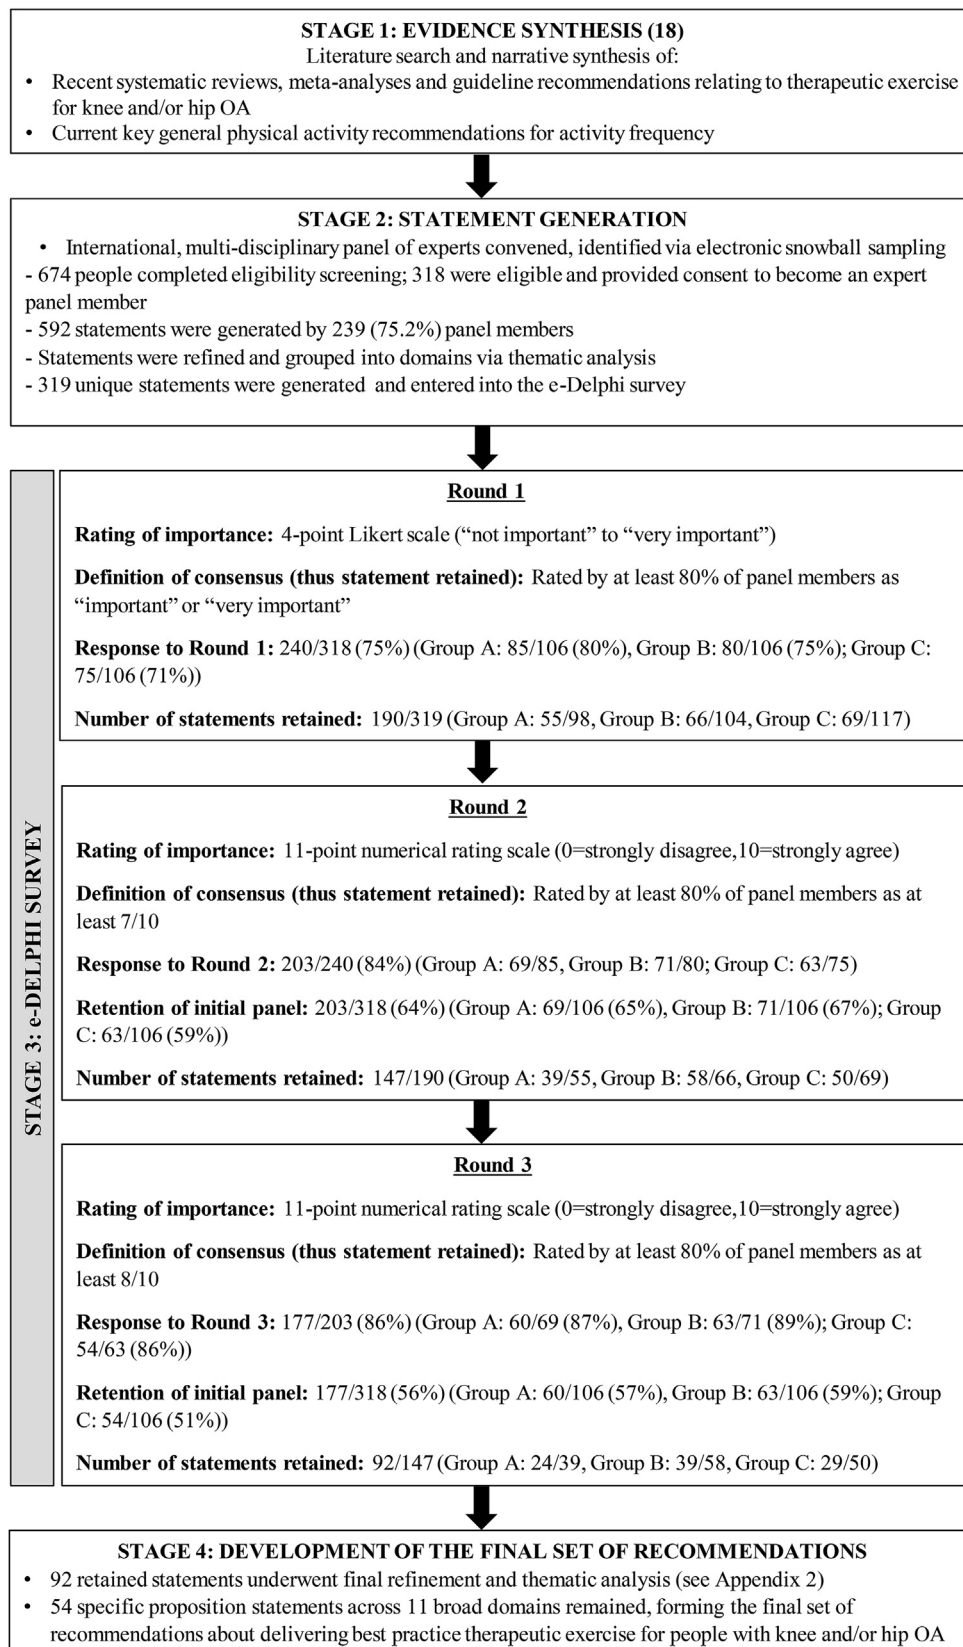 STAGE 1: EVIDENCE SYNTHESIS (18)
Literature search and narrative synthesis of:
• Recent systematic reviews, meta-analyses and guideline recommendations relating to therapeutic exercise
for knee and/or hip OA
• Current key general physical activity recommendations for activity frequency
STAGE 2: STATEMENT GENERATION
• International, multi-disciplinary panel of experts convened, identified via electronic snowball sampling
- 674 people completed eligibility screening; 318 were eligible and provided consent to become an expert
panel member
- 592 statements were generated by 239 (75.2%) panel members
- Statements were refined and grouped into domains via thematic analysis
- 319 unique statements were generated and entered into the e-Delphi survey
STAGE 3: e-DELPHI SURVEY
Round 1
Rating of importance: 4-point Likert scale (“not important” to “very important”)
Definition of consensus (thus statement retained): Rated by at least 80% of panel members as
“important” or “very important”
Response to Round 1: 240/318 (75%) (Group A: 85/106 (80%), Group B: 80/106 (75%); Group C:
75/106 (71%))
Number of statements retained: 190/319 (Group A: 55/98, Group B: 66/104, Group C: 69/117)
Round 2
Rating of importance: 11-point numerical rating scale (0=strongly disagree,10=strongly agree)
Definition of consensus (thus statement retained): Rated by at least 80% of panel members as at
least 7/10
Response to Round 2: 203/240 (84%) (Group A: 69/85, Group B: 71/80; Group C: 63/75)
Retention of initial panel: 203/318 (64%) (Group A: 69/106 (65%), Group B: 71/106 (67%); Group
C: 63/106 (59%))
Number of statements retained: 147/190 (Group A: 39/55, Group B: 58/66, Group C: 50/69)
Round 3
Rating of importance: 11-point numerical rating scale (0=strongly disagree,10=strongly agree)
Definition of consensus (thus statement retained): Rated by at least 80% of panel members as at
least 8/10
Response to Round 3: 177/203 (86%) (Group A: 60/69 (87%), Group B: 63/71 (89%); Group C:
54/63 (86%))
Retention of initial panel: 177/318 (56%) (Group A: 60/106 (57%), Group B: 63/106 (59%); Group
C: 54/106 (51%))
Number of statements retained: 92/147 (Group A: 24/39, Group B: 39/58, Group C: 29/50)
STAGE 4: DEVELOPMENT OF THE FINAL SET OF RECOMMENDATIONS
• 92 retained statements underwent final refinement and thematic analysis (see Appendix 2)
• 54 specific proposition statements across 11 broad domains remained, forming the final set of
recommendations about delivering best practice therapeutic exercise for people with knee and/or hip OA